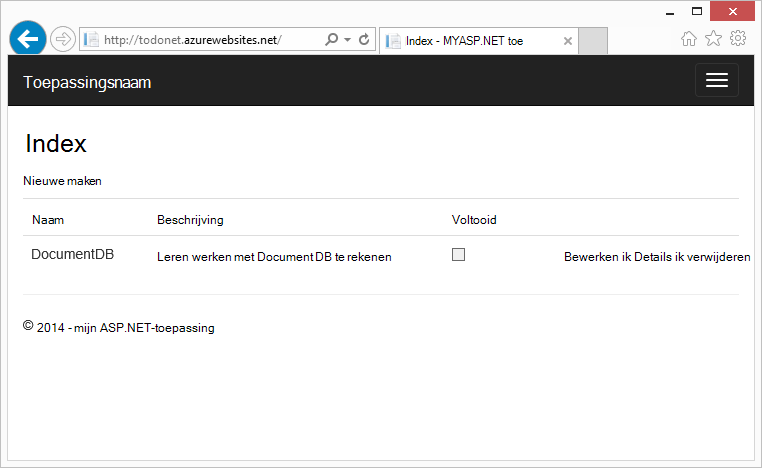 http://todonet.azurewebsites.net/
Index - MYASP.NET toe
Toepassingsnaam
Index
Nieuwe maken
Naam Beschrijving Voltooid
DocumentDB Leren werken met Document DB te rekenen Bewerken ik Details ik verwijderen
© 2014 - mijn ASP.NET-toepassing